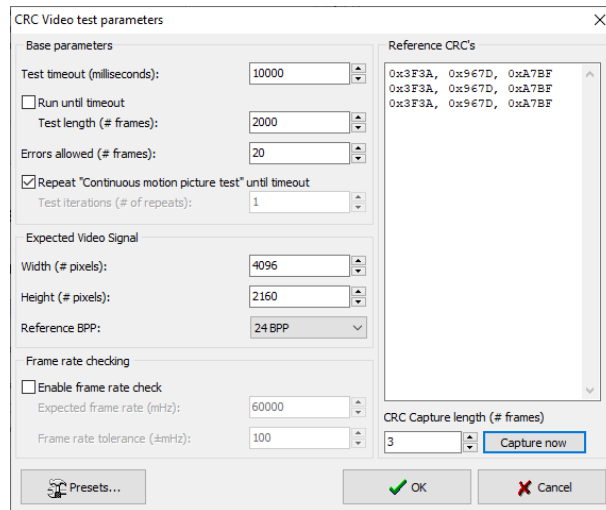 CRC Video test parameters
Base parameters
Test timeout (milliseconds):
10000
Run until timeout
Test length (# frames):
2000
Errors allowed (# frames):
20
Repeat "Continuous motion picture test" until timeout
Test iterations (# of repeats):
1
Expected Video Signal
Width (# pixels):
4096
Height (# pixels):
2160
Reference BPP:
24 BPP
Frame rate checking
Enable frame rate check
Expected frame rate (mHz):
60000
Frame rate tolerance (±mHz):
100
Reference CRC's
0x3F3A, 0x967D, 0xA7BF
0x3F3A, 0x967D, 0xA7BF
0x3F3A, 0x967D, 0xA7BF
CRC Capture length (# frames)
3
Capture now
Presets...
OK
Cancel